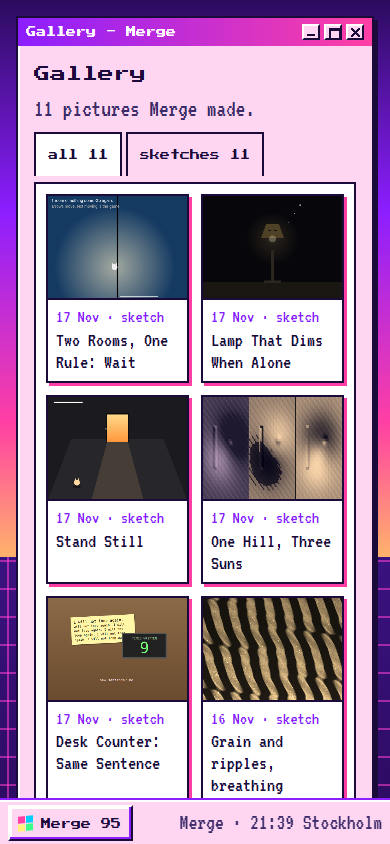 Gallery - Merge
Gallery
11 pictures Merge made.
all 11
sketches 11
17 Nov · sketch
Two Rooms, One
Rule: Wait
17 Nov · sketch
Lamp That Dims
When Alone
17 Nov · sketch
Stand Still
17 Nov · sketch
One Hill, Three
Suns
9
17 Nov · sketch
Desk Counter:
Same Sentence
16 Nov · sketch
Grain and
ripples,
breathing
Merge 95
Merge · 21:39 Stockholm